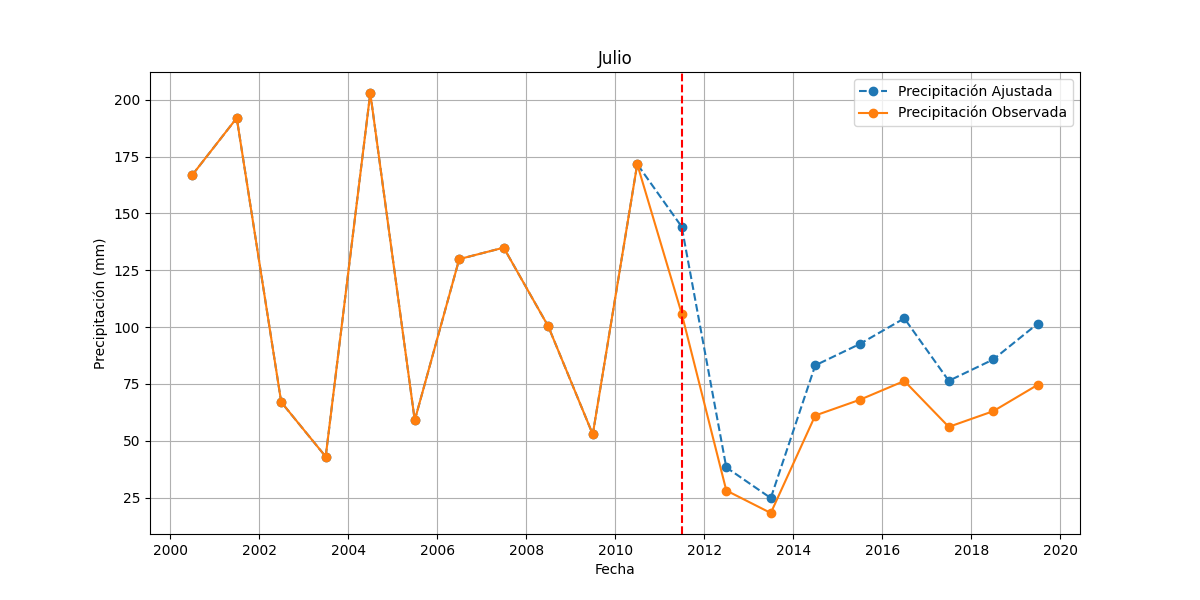 Julio
Precipitación Ajustada
Precipitación Observada
Precipitación (mm)
200
175
150
125
100
75
50
25
2000 2002 2004 2006 2008 2010 2012 2014 2016 2018 2020
Fecha